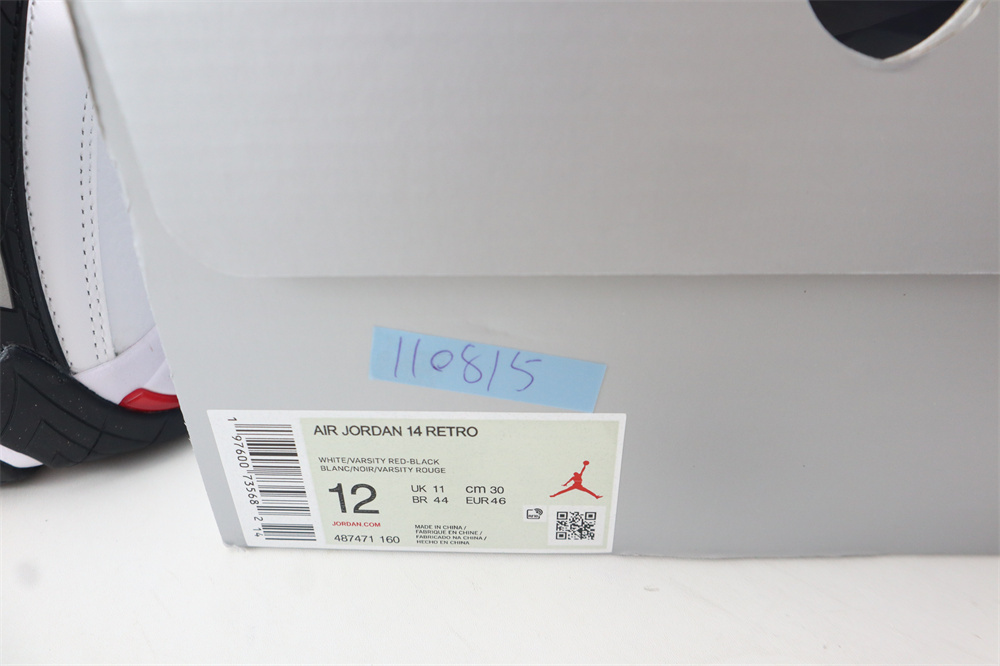 110815
AIR JORDAN 14 RETRO
WHITE/VARSITY RED-BLACK
BLANC/NOIR/VARSITY ROUGE
12
UK 11 cm 30
BR 44 EUR 46
JORDAN.COM
487471 160
MADE IN CHINA /
FABRIQUE EN CHINE /
FABRICADO NA CHINA /
HECHO EN CHINA
1 97600 73568 2 14